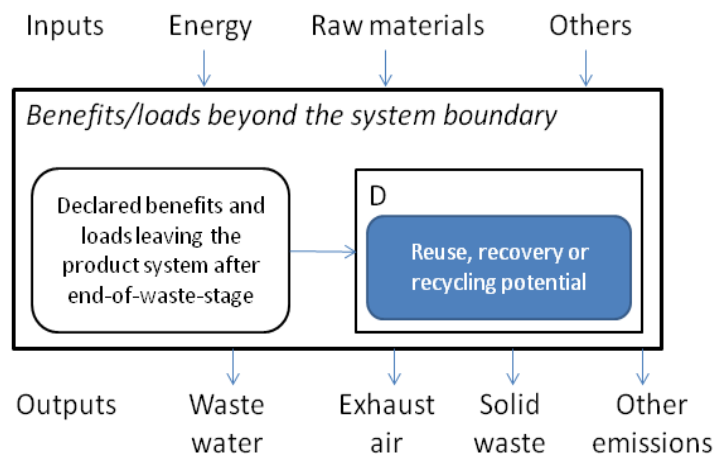 Inputs Energy Raw materials Others
Benefits/loads beyond the system boundary
Declared benefits and
loads leaving the
product system after
end-of-waste-stage
D
Reuse, recovery or
recycling potential
Outputs Waste Exhaust Solid Other
water air waste emissions